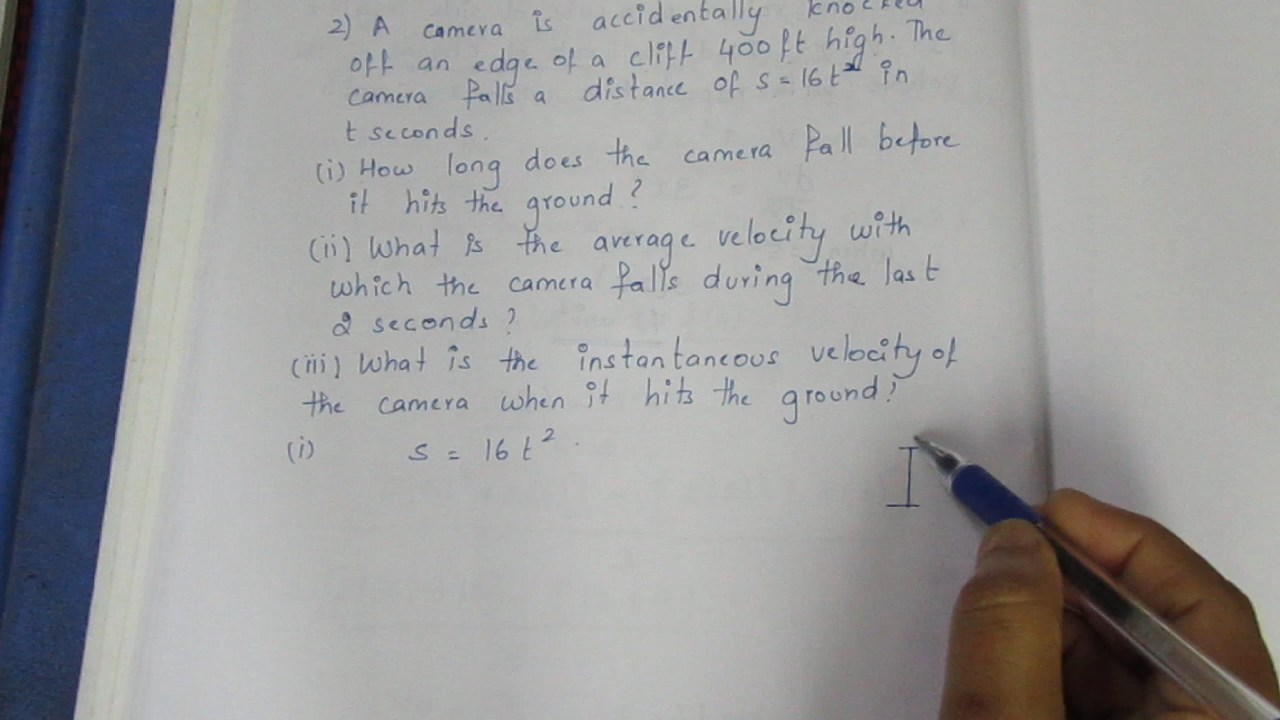 2) A camera is accidentally knocked
off an edge of a cliff 400 ft high. The
camera falls a distance of s = 16t² in
t seconds.
(i) How long does the camera fall before
it hits the ground?
(ii) What is the average velocity with
which the camera falls during the last
2 seconds?
(iii) What is the instantaneous velocity of
the camera when it hits the ground?
(i) s = 16 t².